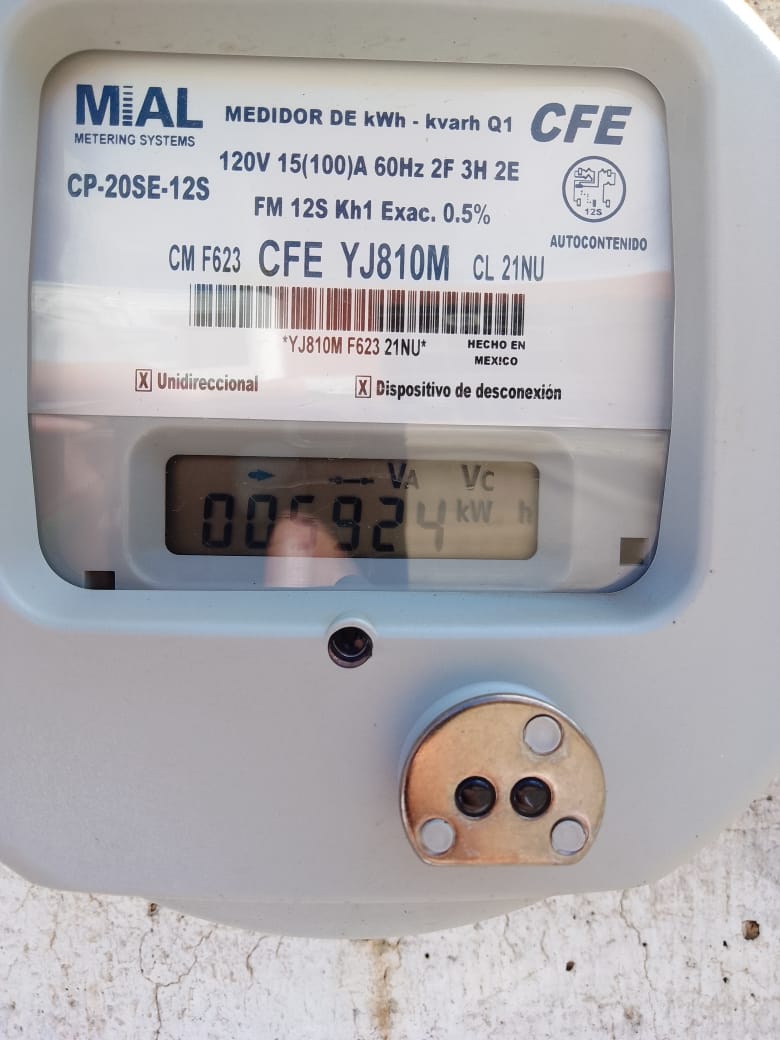 MIAL
METERING SYSTEMS
MEDIDOR DE kWh - kvarh Q1
CFE
120V 15(100)A 60Hz 2F 3H 2E
CP-20SE-12S
FM 12S Kh1 Exac. 0.5%
12S
AUTOCONTENIDO
CM F623 CFE YJ810M CL 21NU
*YJ810M F623 21NU*
HECHO EN
MEXICO
X Unidireccional
X Dispositivo de desconexión
VA VC
005924 kW h